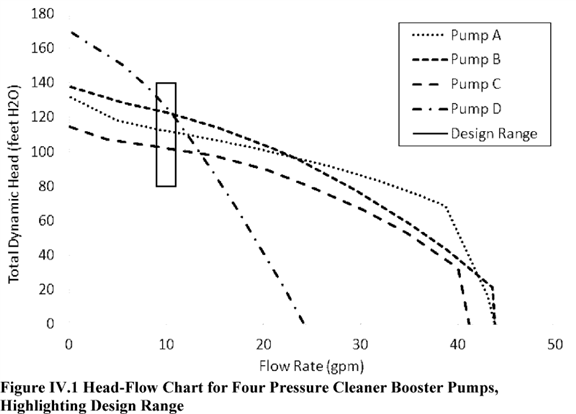 180
160
140
120
100
80
60
40
20
0
Total Dynamic Head (feet H2O)
Pump A
Pump B
Pump C
Pump D
Design Range
0 10 20 30 40 50
Flow Rate (gpm)
Figure IV.1 Head-Flow Chart for Four Pressure Cleaner Booster Pumps,
Highlighting Design Range